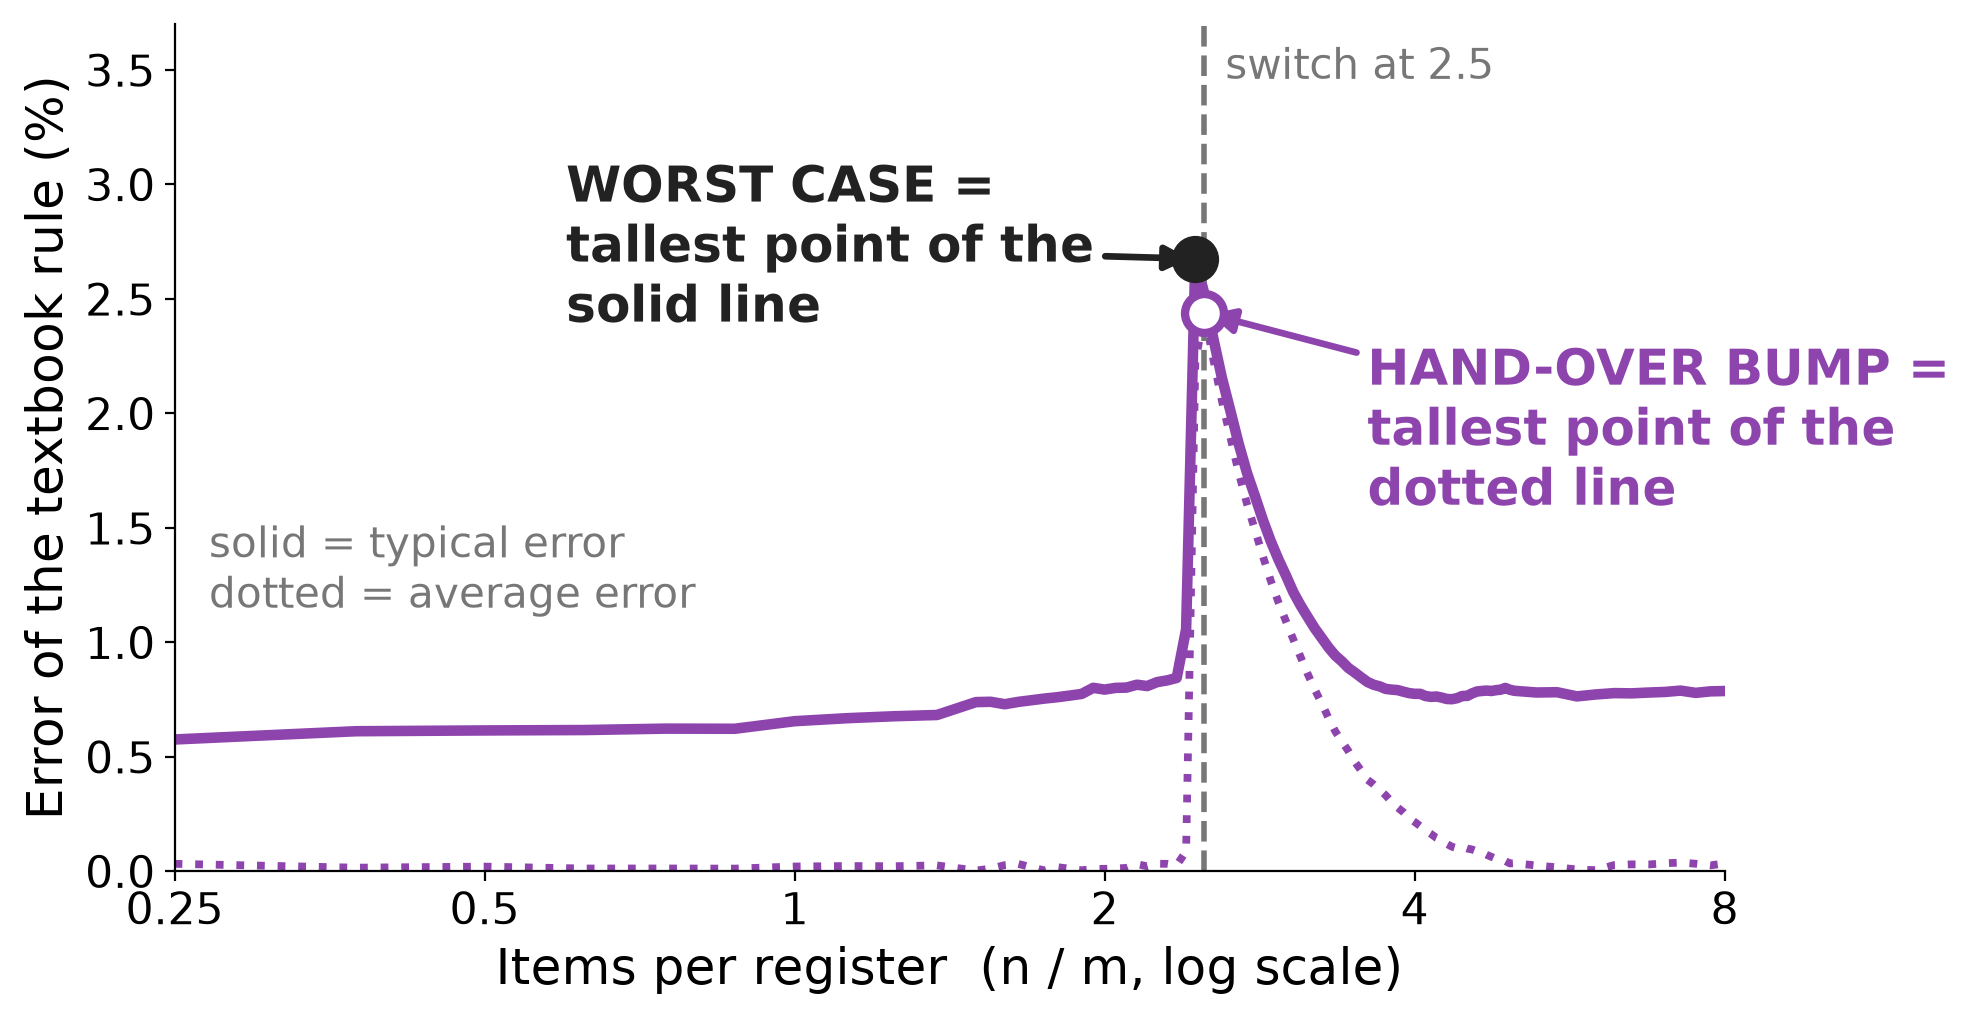 3.5
3.0
2.5
2.0
1.5
1.0
0.5
0.0
Error of the textbook rule (%)
switch at 2.5
WORST CASE =
tallest point of the
solid line
HAND-OVER BUMP =
tallest point of the
dotted line
solid = typical error
dotted = average error
0.25 0.5 1 2 4 8
Items per register (n / m, log scale)